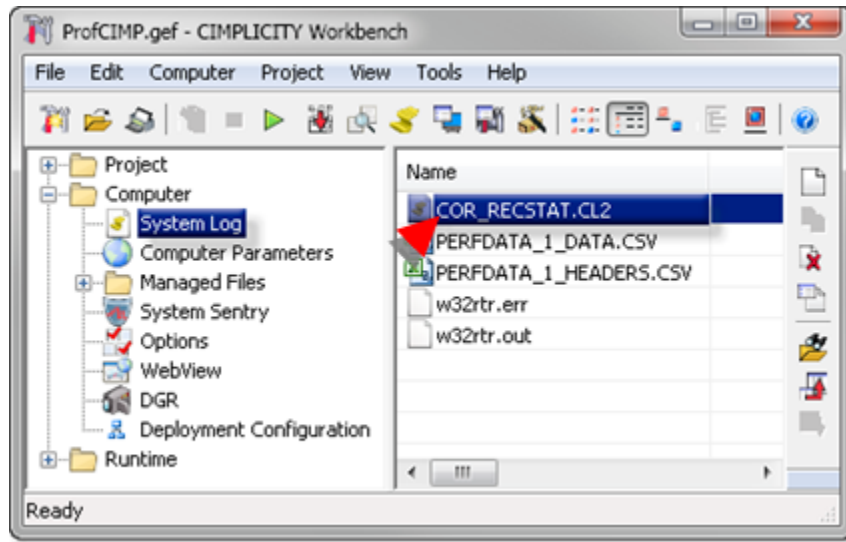 ProfCIMP.gef - CIMPLICITY Workbench
File Edit Computer Project View Tools Help
Project
Computer
System Log
Computer Parameters
Managed Files
System Sentry
Options
WebView
DGR
Deployment Configuration
Runtime
Name
COR_RECSTAT.CL2
PERFDATA_1_DATA.CSV
PERFDATA_1_HEADERS.CSV
w32rtr.err
w32rtr.out
Ready